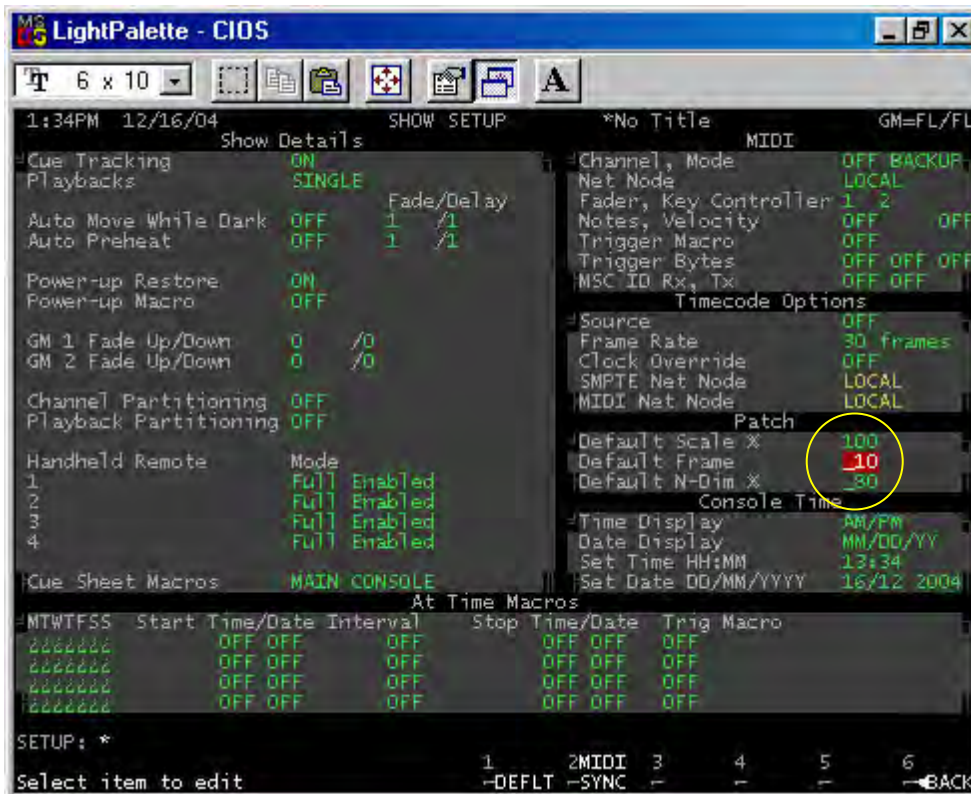 LightPalette - CIOS
6 x 10
A
1:34PM 12/16/04 SHOW SETUP *No Title GM=FL/FL
Show Details
Cue Tracking ON
Playbacks SINGLE
Fade/Delay
Auto Move While Dark OFF 1 /1
Auto Preheat OFF 1 /1
Power-up Restore ON
Power-up Macro OFF
GM 1 Fade Up/Down 0 /0
GM 2 Fade Up/Down 0 /0
Channel Partitioning OFF
Playback Partitioning OFF
Handheld Remote Mode
1 Full Enabled
2 Full Enabled
3 Full Enabled
4 Full Enabled
Cue Sheet Macros MAIN CONSOLE
MIDI
Channel, Mode OFF BACKUP
Net Node LOCAL
Fader, Key Controller 1 2
Notes, Velocity OFF OFF
Trigger Macro OFF
Trigger Bytes OFF OFF OFF
MSC ID Rx, Tx OFF OFF
Timecode Options
Source OFF
Frame Rate 30 frames
Clock Override OFF
SMPTE Net Node LOCAL
MIDI Net Node LOCAL
Patch
Default Scale % 100
Default Frame _10
Default N-Dim % _80
Console Time
Time Display AM/PM
Date Display MM/DD/YY
Set Time HH:MM 13:34
Set Date DD/MM/YYYY 16/12 2004
At Time Macros
MTWTFSS Start Time/Date Interval Stop Time/Date Trig Macro
¿¿¿¿¿¿¿ OFF OFF OFF OFF OFF OFF
¿¿¿¿¿¿¿ OFF OFF OFF OFF OFF OFF
¿¿¿¿¿¿¿ OFF OFF OFF OFF OFF OFF
¿¿¿¿¿¿¿ OFF OFF OFF OFF OFF OFF
SETUP: *
1 2MIDI 3 4 5 6
Select item to edit DEFLT SYNC BACK